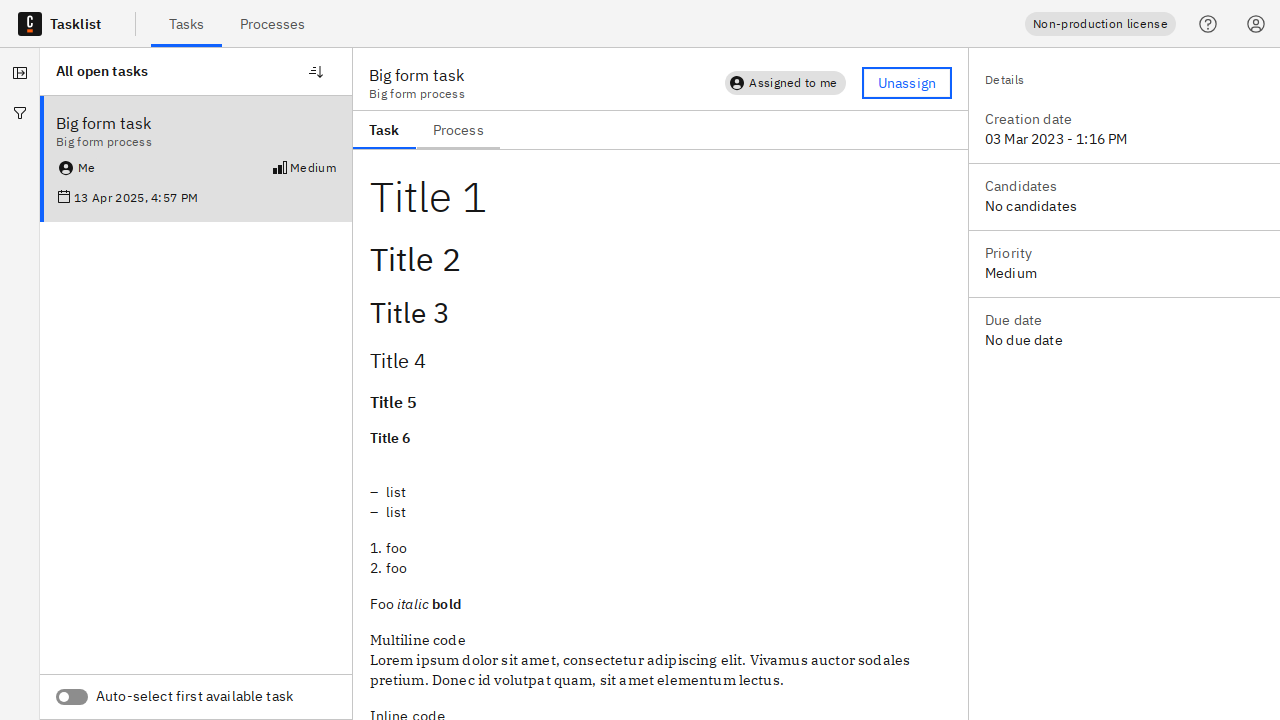 Tasklist
Tasks
Processes
Non-production license
All open tasks
Big form task
Big form process
Me
Medium
13 Apr 2025, 4:57 PM
Auto-select first available task
Big form task
Big form process
Assigned to me
Unassign
Task
Process
Title 1
Title 2
Title 3
Title 4
Title 5
Title 6
– list
– list
1. foo
2. foo
Foo italic bold
Multiline code
Lorem ipsum dolor sit amet, consectetur adipiscing elit. Vivamus auctor sodales
pretium. Donec id volutpat quam, sit amet elementum lectus.
Inline code
Details
Creation date
03 Mar 2023 - 1:16 PM
Candidates
No candidates
Priority
Medium
Due date
No due date